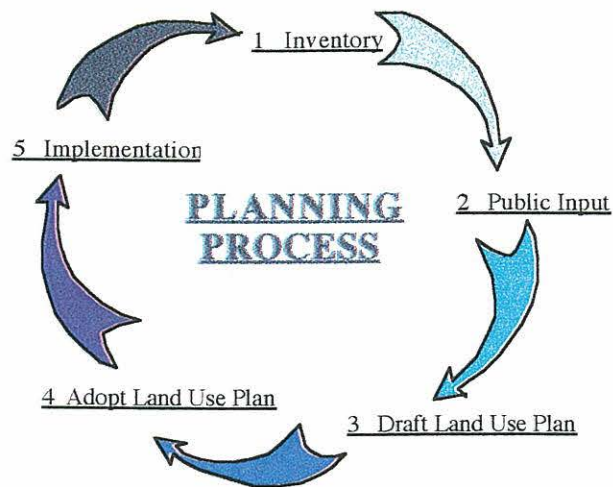 PLANNING
PROCESS
1 Inventory
2 Public Input
3 Draft Land Use Plan
4 Adopt Land Use Plan
5 Implementation